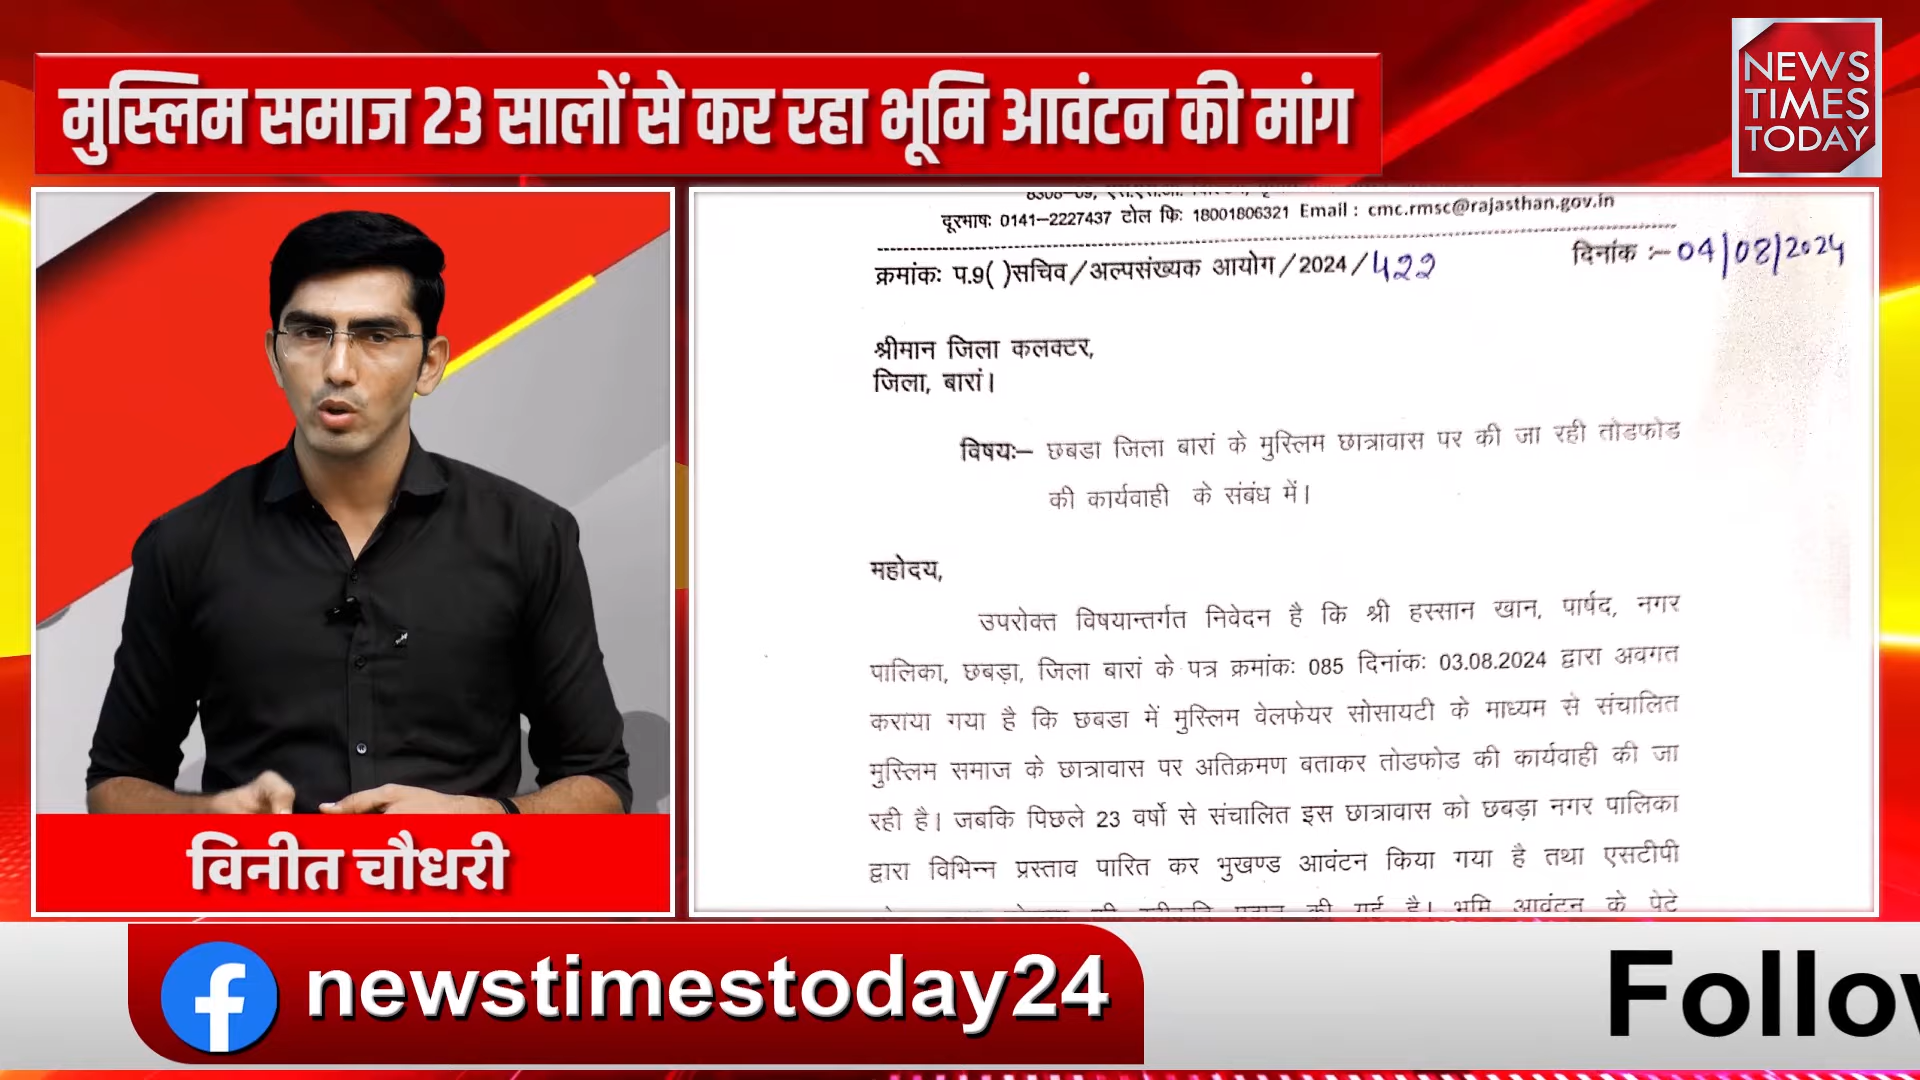 मुस्लिम समाज 23 सालों से कर रहा भूमि आवंटन की मांग
NEWS
TIMES
TODAY
दूरभाषः 0141–2227437 टोल फ्रिः 18001806321 Email : cmc.rmsc@rajasthan.gov.in
क्रमांकः प.9( )सचिव/अल्पसंख्यक आयोग/2024/422
दिनांक :–04/08/2024
श्रीमान जिला कलक्टर,
जिला, बारां।
विषयः– छबडा जिला बारां के मुस्लिम छात्रावास पर की जा रही तोडफोड
की कार्यवाही के संबंध में।
महोदय,
उपरोक्त विषयान्तर्गत निवेदन है कि श्री हस्सान खान, पार्षद, नगर
पालिका, छबड़ा, जिला बारां के पत्र क्रमांकः 085 दिनांकः 03.08.2024 द्वारा अवगत
कराया गया है कि छबडा में मुस्लिम वेलफेयर सोसायटी के माध्यम से संचालित
मुस्लिम समाज के छात्रावास पर अतिक्रमण बताकर तोडफोड की कार्यवाही की जा
रही है। जबकि पिछले 23 वर्षो से संचालित इस छात्रावास को छबड़ा नगर पालिका
द्वारा विभिन्न प्रस्ताव पारित कर भुखण्ड आवंटन किया गया है तथा एसटीपी
की गई है। भूमि आवंटन के पेटे
विनीत चौधरी
newstimestoday24
Follow